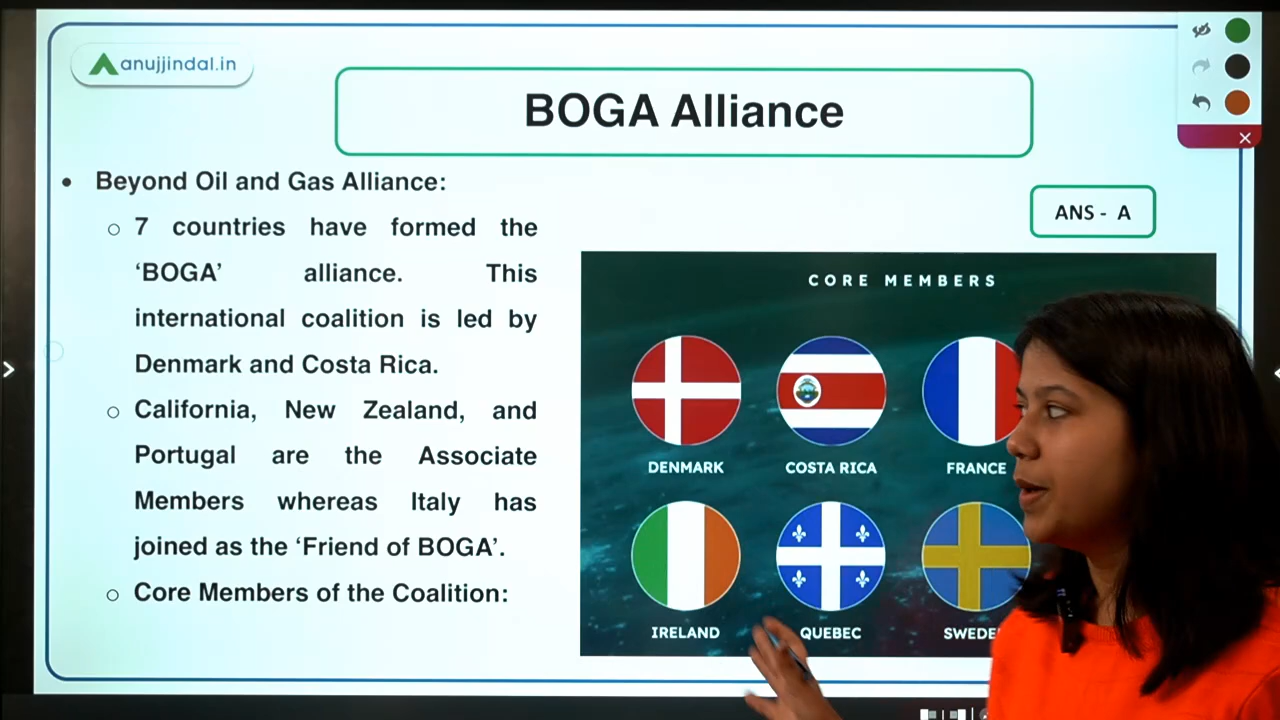 anujjindal.in
BOGA Alliance
• Beyond Oil and Gas Alliance:
ANS - A
○ 7 countries have formed the
‘BOGA’ alliance. This
international coalition is led by
Denmark and Costa Rica.
○ California, New Zealand, and
Portugal are the Associate
Members whereas Italy has
joined as the ‘Friend of BOGA’.
○ Core Members of the Coalition:
CORE MEMBERS
DENMARK COSTA RICA FRANCE
IRELAND QUEBEC SWEDE